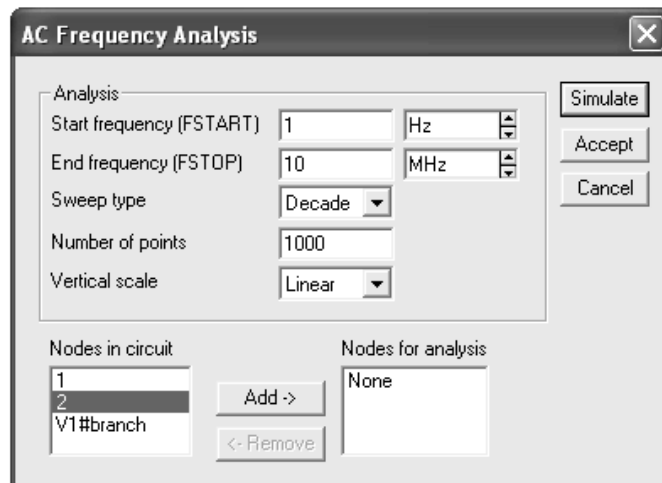 AC Frequency Analysis
Analysis
Start frequency (FSTART) 1 Hz
End frequency (FSTOP) 10 MHz
Sweep type Decade
Number of points 1000
Vertical scale Linear
Simulate
Accept
Cancel
Nodes in circuit
1
2
V1#branch
Add ->
<- Remove
Nodes for analysis
None